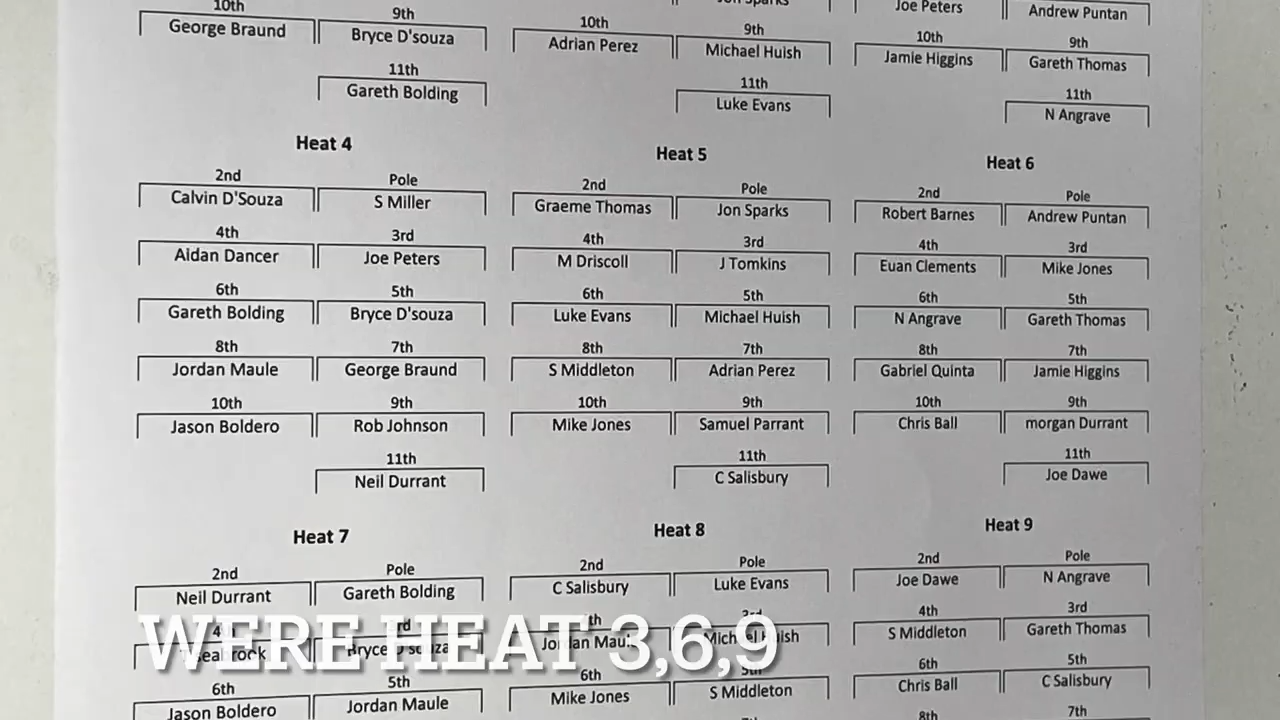 10th 9th
George Braund Bryce D'souza
11th
Gareth Bolding
10th 9th
Adrian Perez Michael Huish
11th
Luke Evans
Joe Peters Andrew Puntan
10th 9th
Jamie Higgins Gareth Thomas
11th
N Angrave
Heat 4
2nd Pole
Calvin D'Souza S Miller
4th 3rd
Aidan Dancer Joe Peters
6th 5th
Gareth Bolding Bryce D'souza
8th 7th
Jordan Maule George Braund
10th 9th
Jason Boldero Rob Johnson
11th
Neil Durrant
Heat 5
2nd Pole
Graeme Thomas Jon Sparks
4th 3rd
M Driscoll J Tomkins
6th 5th
Luke Evans Michael Huish
8th 7th
S Middleton Adrian Perez
10th 9th
Mike Jones Samuel Parrant
11th
C Salisbury
Heat 6
2nd Pole
Robert Barnes Andrew Puntan
4th 3rd
Euan Clements Mike Jones
6th 5th
N Angrave Gareth Thomas
8th 7th
Gabriel Quinta Jamie Higgins
10th 9th
Chris Ball morgan Durrant
11th
Joe Dawe
Heat 7
2nd Pole
Neil Durrant Gareth Bolding
Bryce D'souza
6th 5th
Jason Boldero Jordan Maule
Heat 8
2nd Pole
C Salisbury Luke Evans
3rd
Jordan Maule Michael Huish
6th 5th
Mike Jones S Middleton
Heat 9
2nd Pole
Joe Dawe N Angrave
4th 3rd
S Middleton Gareth Thomas
6th 5th
Chris Ball C Salisbury
8th 7th
WERE HEAT 3,6,9